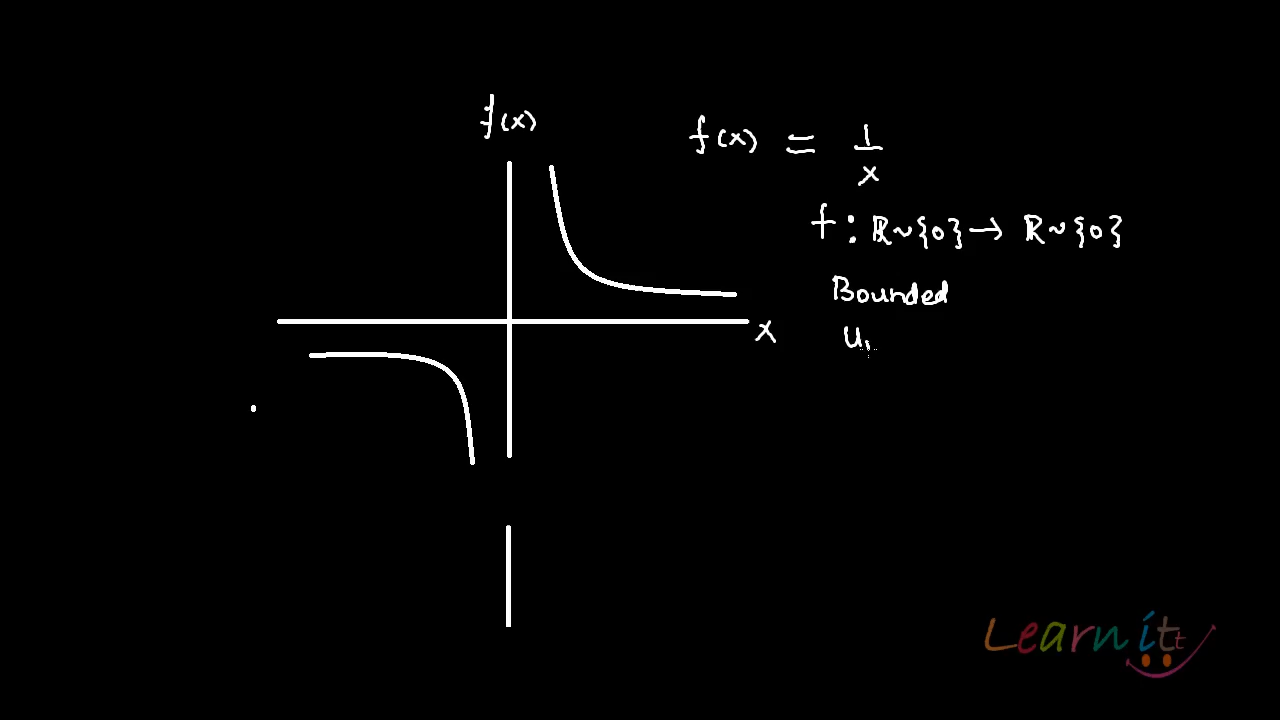 f(x)
f(x) = 1/x
f : ℝ~{0} → ℝ~{0}
Bounded
x
Learnitt